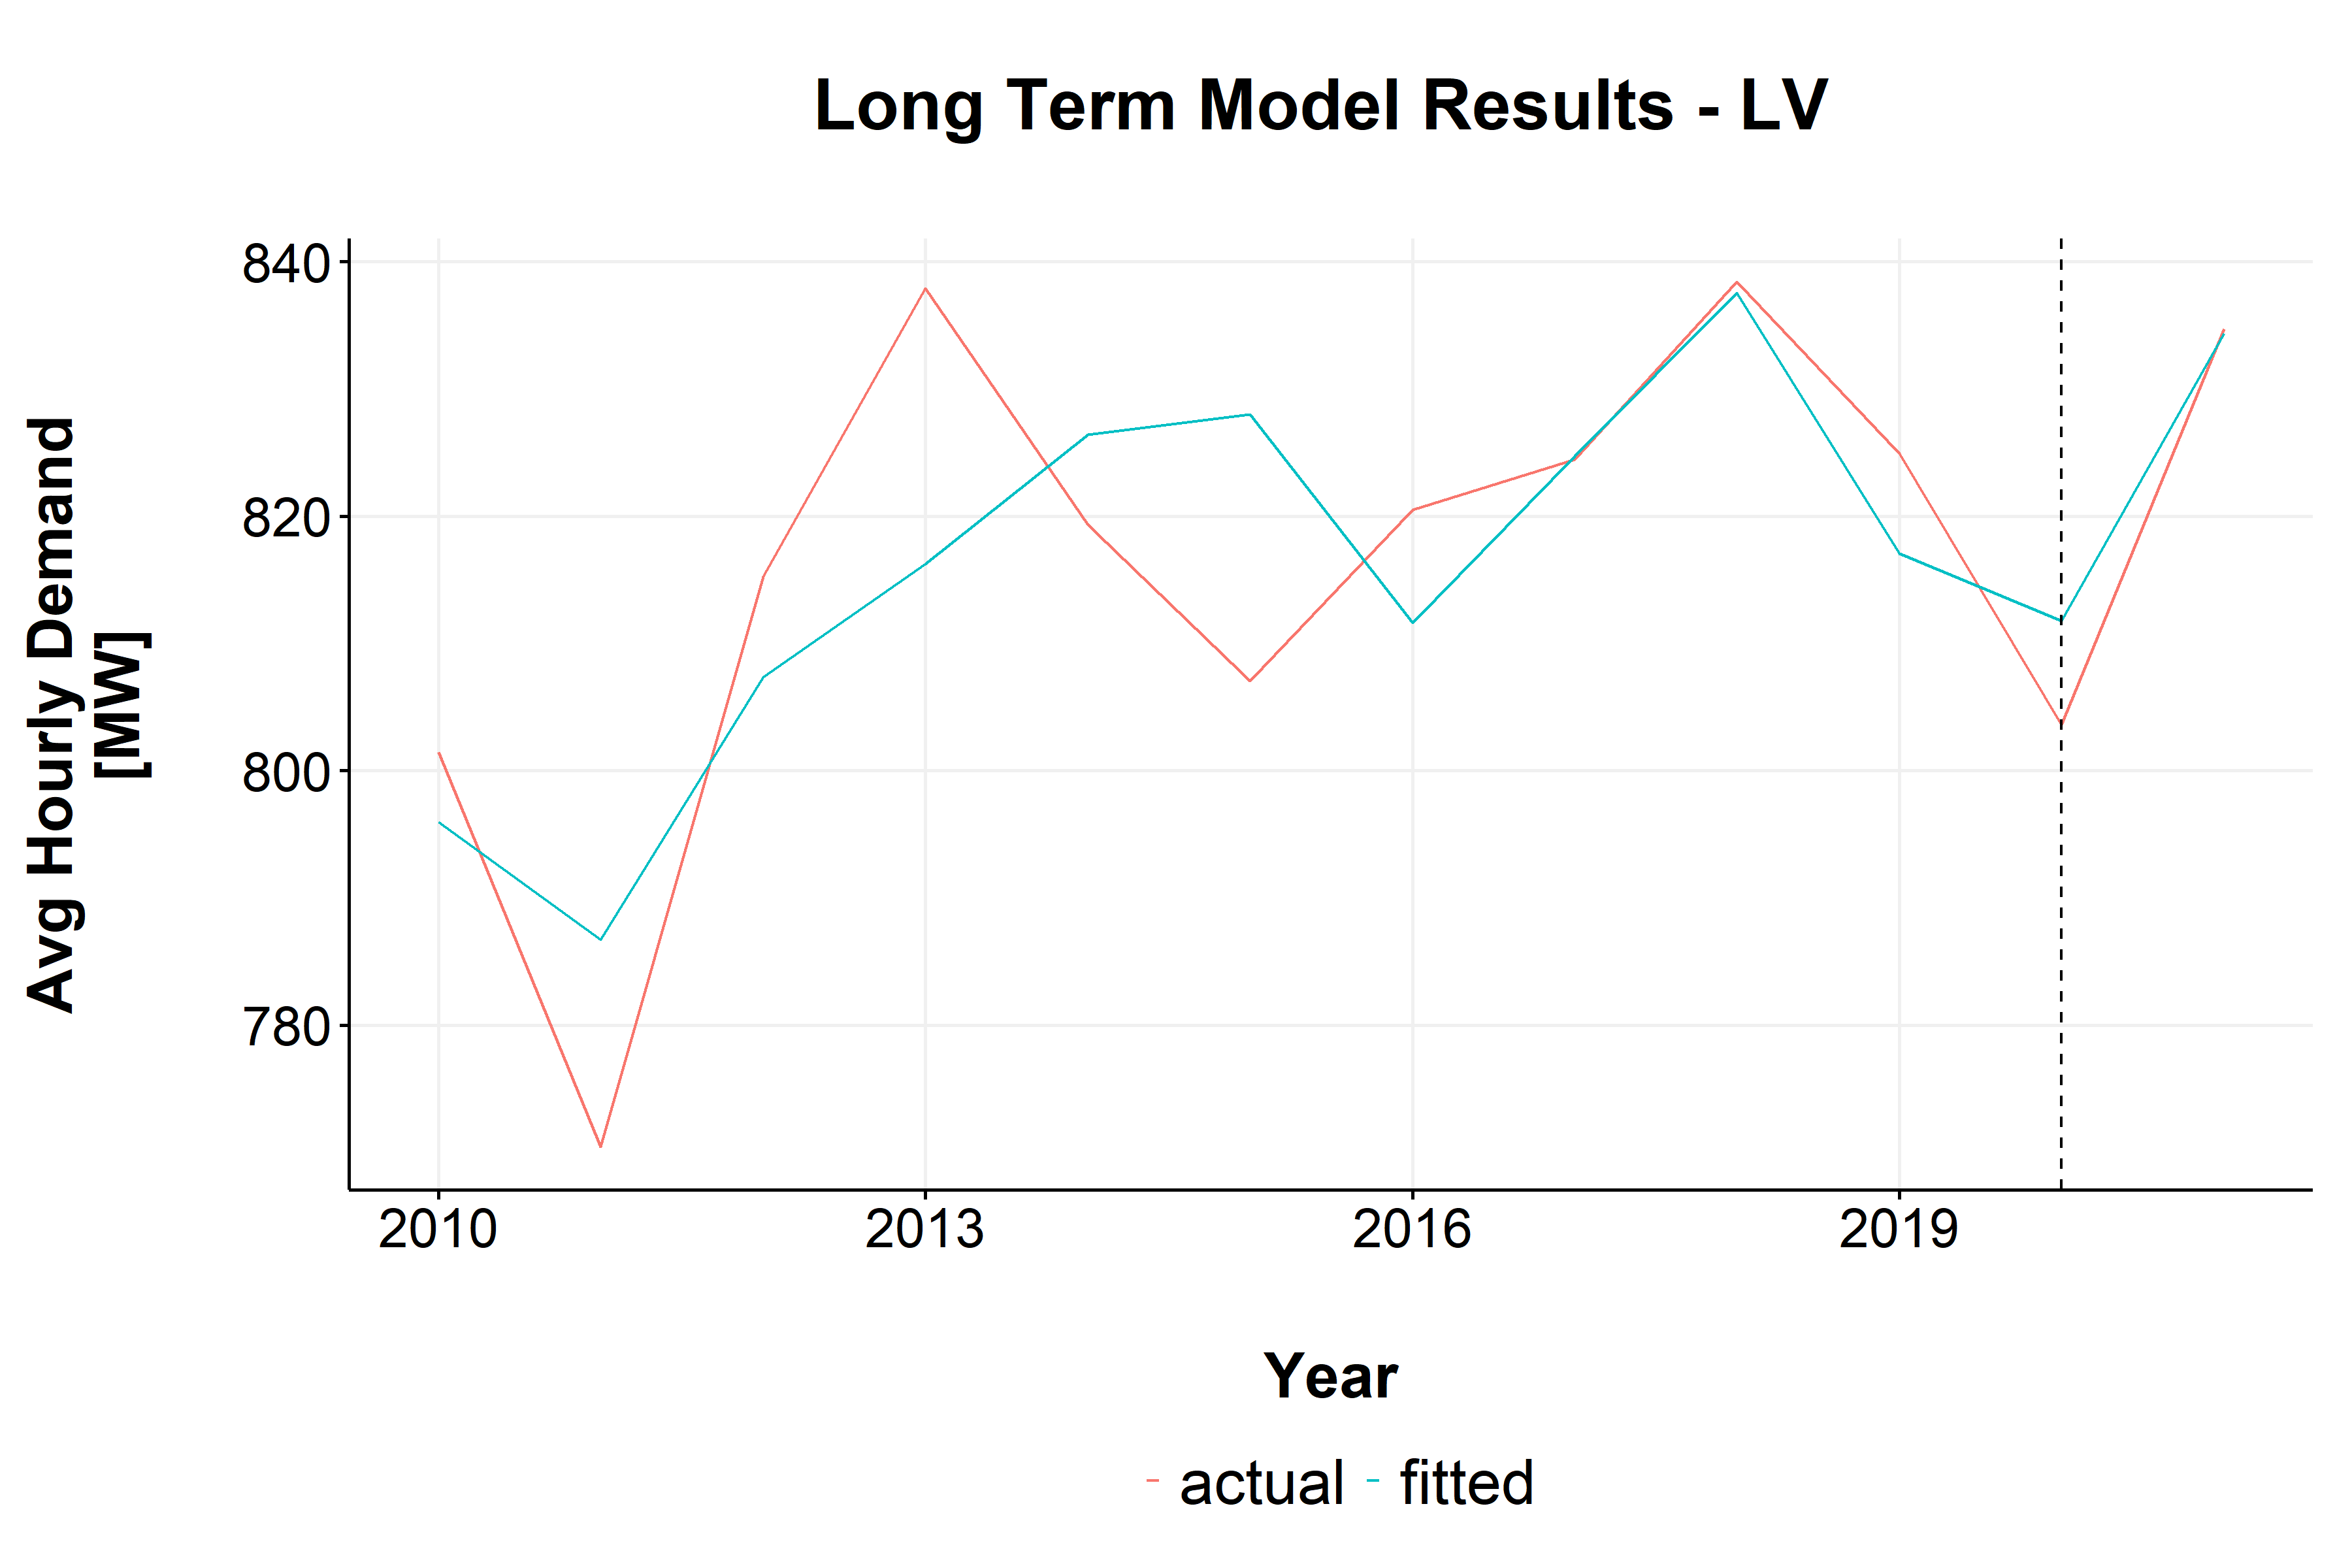 Long Term Model Results - LV
Avg Hourly Demand
[MW]
840
820
800
780
2010 2013 2016 2019
Year
actual fitted